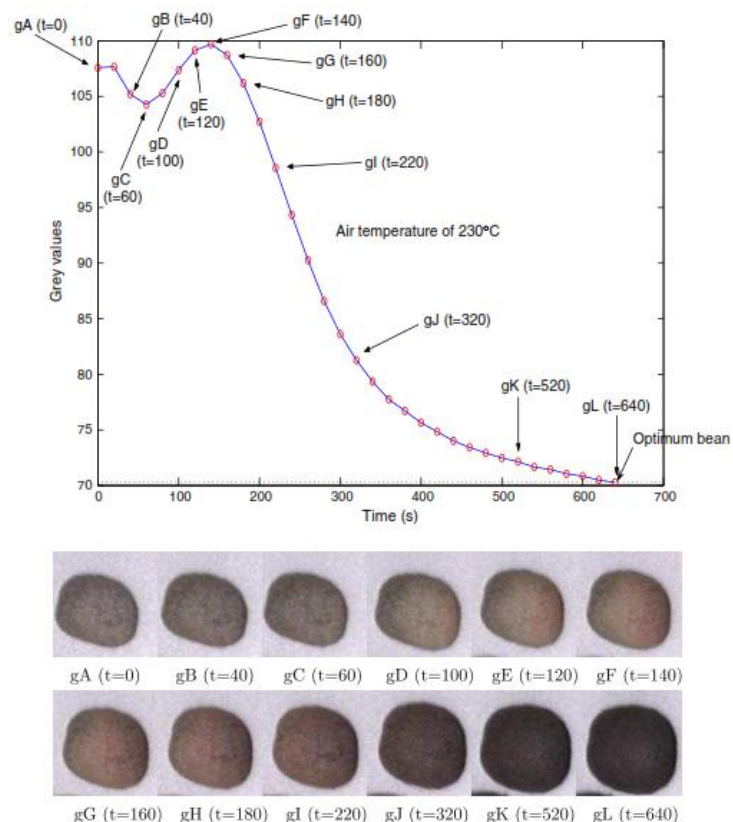 gA (t=0)
gB (t=40)
gF (t=140)
gG (t=160)
gH (t=180)
gE
(t=120)
gD
(t=100)
gC
(t=60)
gI (t=220)
Air temperature of 230°C
gJ (t=320)
gK (t=520)
gL (t=640)
Optimum bean
110
105
100
95
90
85
80
75
70
Grey values
0 100 200 300 400 500 600 700
Time (s)
gA (t=0) gB (t=40) gC (t=60) gD (t=100) gE (t=120) gF (t=140)
gG (t=160) gH (t=180) gI (t=220) gJ (t=320) gK (t=520) gL (t=640)